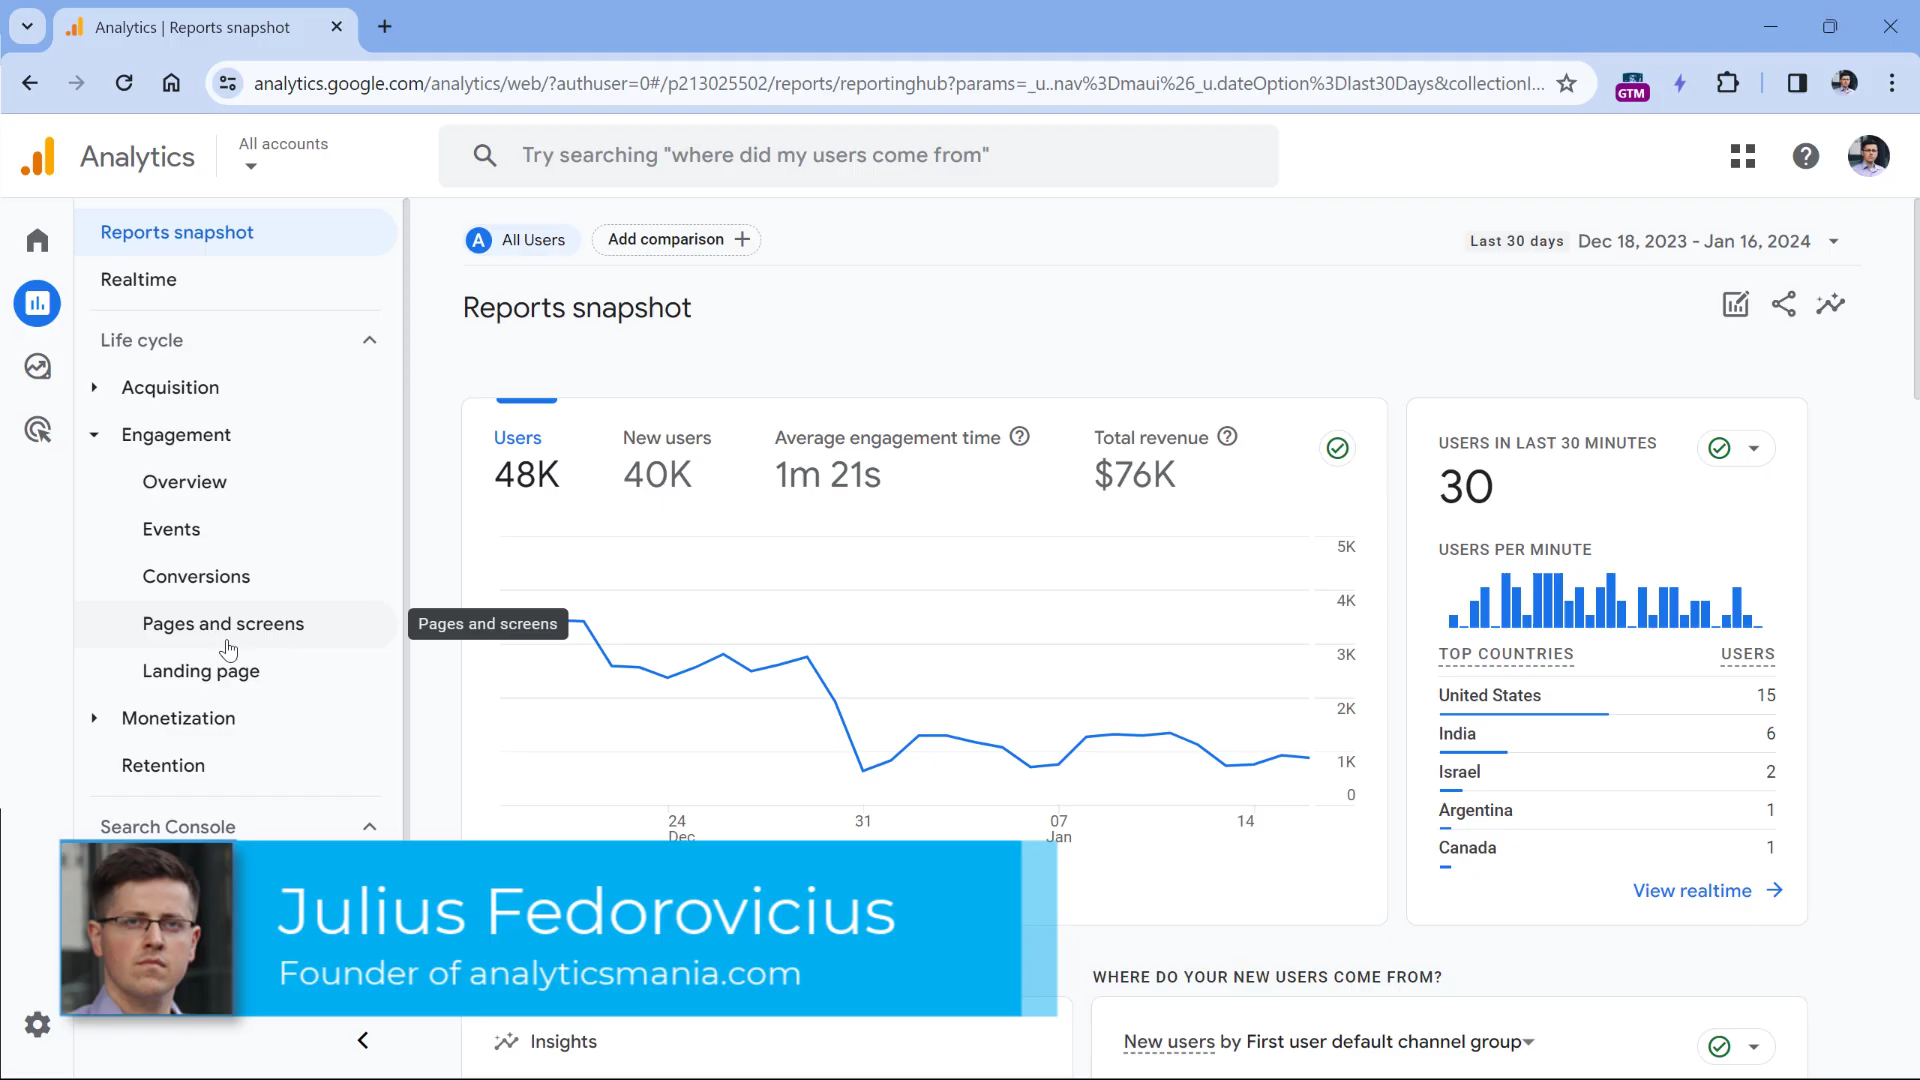 Analytics | Reports snapshot
analytics.google.com/analytics/web/?authuser=0#/p213025502/reports/reportinghub?params=_u..nav%3Dmaui%26_u.dateOption%3Dlast30Days&collectionI...
GTM
Analytics
All accounts
Try searching "where did my users come from"
Reports snapshot
Realtime
Life cycle
Acquisition
Engagement
Overview
Events
Conversions
Pages and screens
Landing page
Monetization
Retention
Search Console
Pages and screens
A All Users
Add comparison
Last 30 days Dec 18, 2023 - Jan 16, 2024
Reports snapshot
Users
48K
New users
40K
Average engagement time
1m 21s
Total revenue
$76K
5K
4K
3K
2K
1K
0
24
Dec
31
07
Jan
14
USERS IN LAST 30 MINUTES
30
USERS PER MINUTE
TOP COUNTRIES USERS
United States 15
India 6
Israel 2
Argentina 1
Canada 1
View realtime
Julius Fedorovicius
Founder of analyticsmania.com
Insights
WHERE DO YOUR NEW USERS COME FROM?
New users by First user default channel group